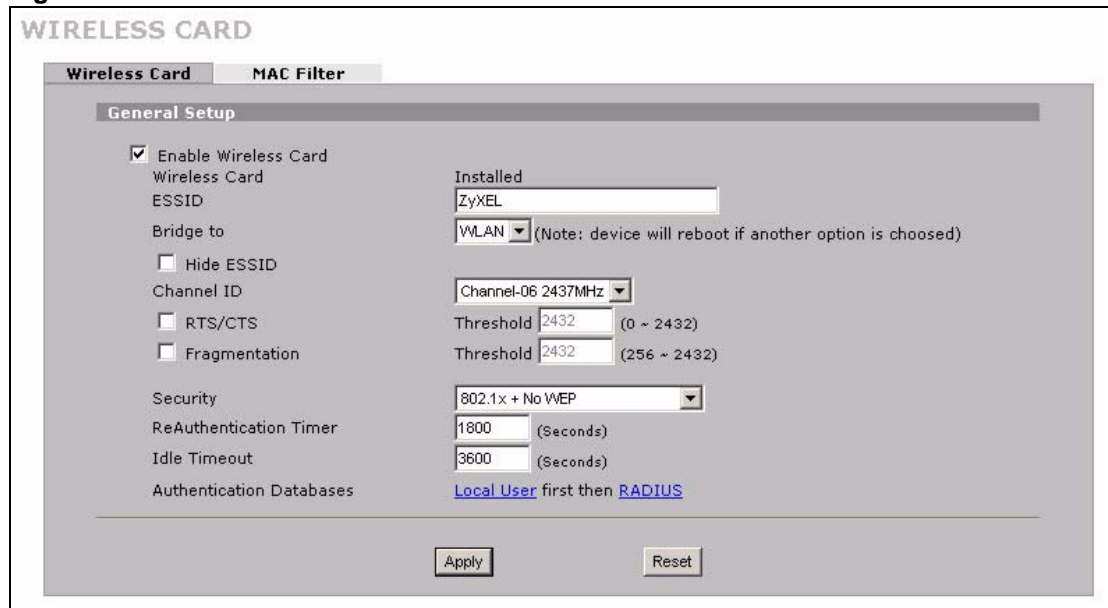 WIRELESS CARD
Wireless Card MAC Filter
General Setup
Enable Wireless Card
Wireless Card Installed
ESSID ZyXEL
Bridge to WLAN (Note: device will reboot if another option is choosed)
Hide ESSID
Channel ID Channel-06 2437MHz
RTS/CTS Threshold 2432 (0 ~ 2432)
Fragmentation Threshold 2432 (256 ~ 2432)
Security 802.1x + No WEP
ReAuthentication Timer 1800 (Seconds)
Idle Timeout 3600 (Seconds)
Authentication Databases Local User first then RADIUS
Apply Reset